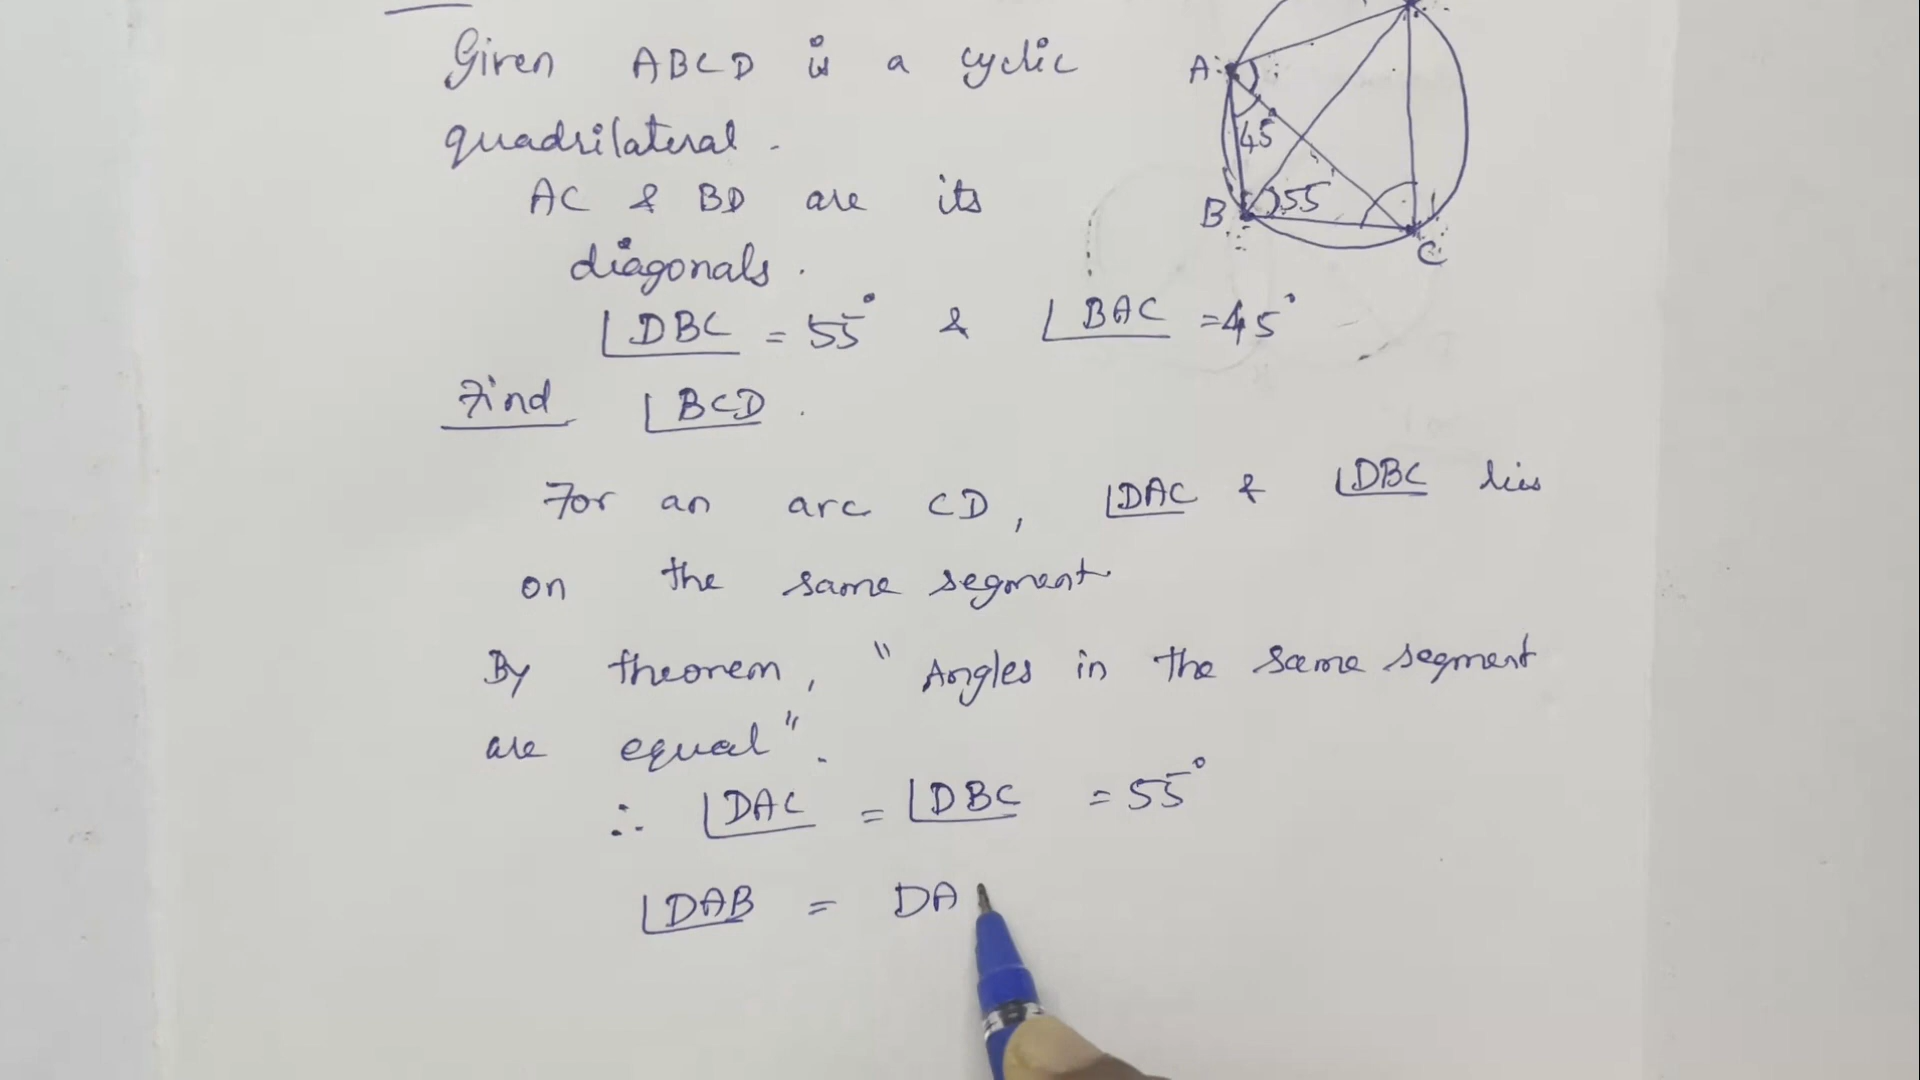 Given ABCD is a cyclic
quadrilateral.
AC & BD are its
diagonals.
∠DBC = 55° & ∠BAC = 45°
Find ∠BCD.
A
45°
B
55
C
For an arc CD, ∠DAC & ∠DBC lies
on the same segment
By theorem, "Angles in the same segment
are equal".
∴ ∠DAC = ∠DBC = 55°
∠DAB = DA